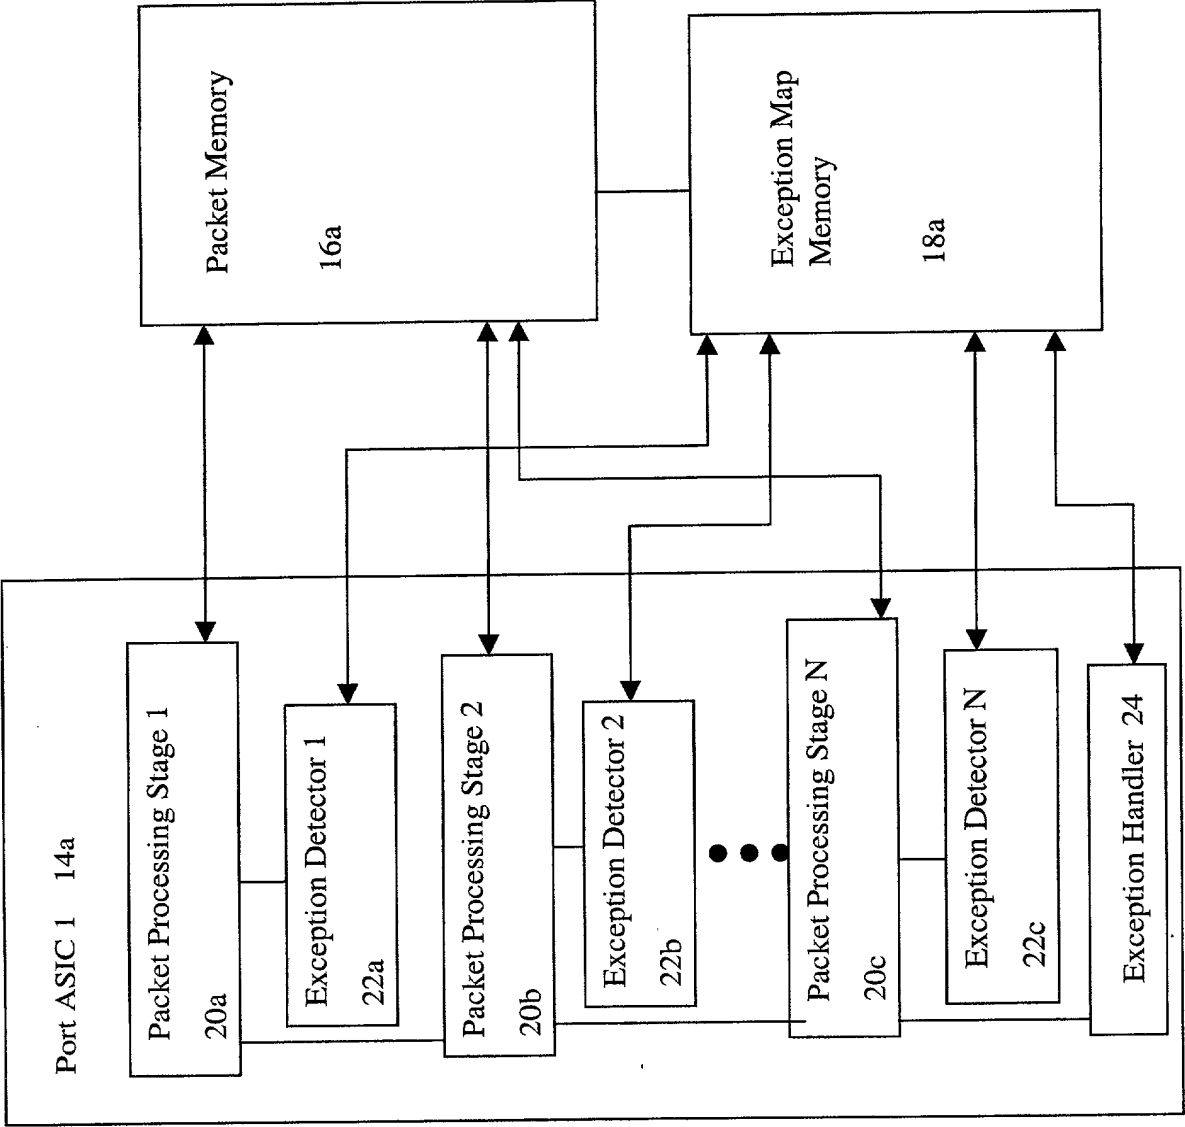 Port ASIC 1 14a
Packet Processing Stage 1
20a
Exception Detector 1
22a
Packet Processing Stage 2
20b
Exception Detector 2
22b
Packet Processing Stage N
20c
Exception Detector N
22c
Exception Handler 24
Packet Memory
16a
Exception Map
Memory
18a